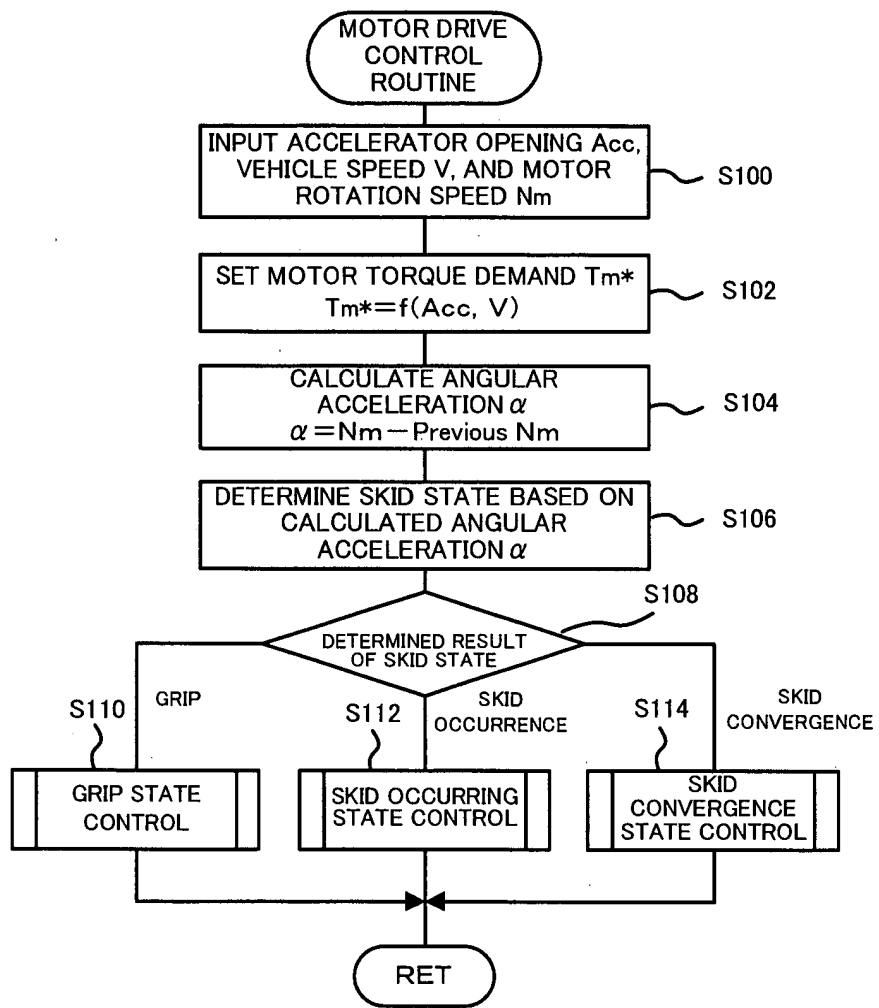 MOTOR DRIVE
CONTROL
ROUTINE
INPUT ACCELERATOR OPENING Acc,
VEHICLE SPEED V, AND MOTOR
ROTATION SPEED Nm
S100
SET MOTOR TORQUE DEMAND Tm*
Tm*=f(Acc, V)
S102
CALCULATE ANGULAR
ACCELERATION α
α=Nm-Previous Nm
S104
DETERMINE SKID STATE BASED ON
CALCULATED ANGULAR
ACCELERATION α
S106
S108
DETERMINED RESULT
OF SKID STATE
GRIP
SKID
OCCURRENCE
SKID
CONVERGENCE
S110
S112
S114
GRIP STATE
CONTROL
SKID OCCURRING
STATE CONTROL
SKID
CONVERGENCE
STATE CONTROL
RET